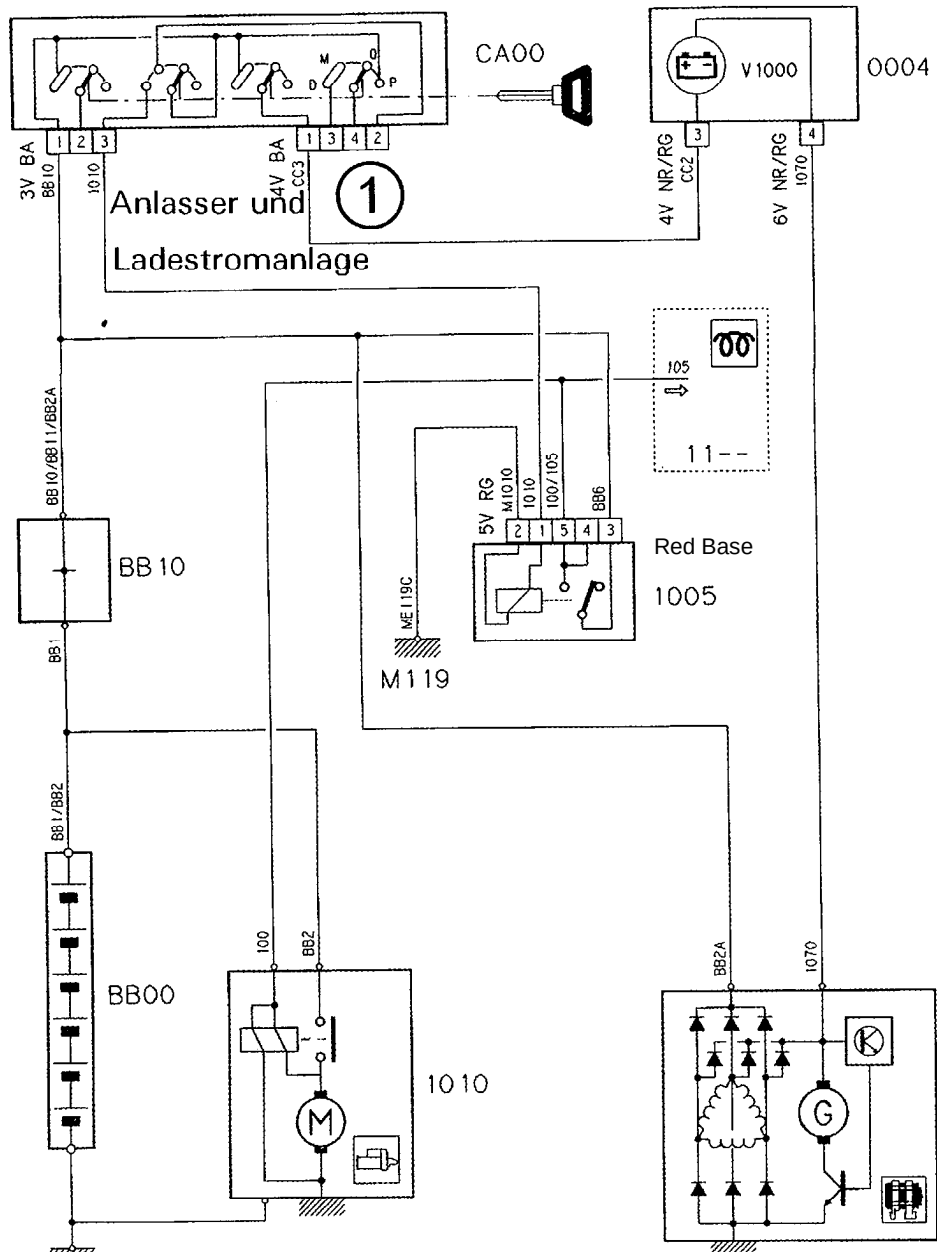 CA00
M
O
D
P
V1000
0004
1 2 3
1 3 4 2
3
4
3V BA
BB10
1010
4V BA
CC3
4V NR/RG
CC2
6V NR/RG
1070
Anlasser und
1
Ladestromanlage
105
11--
BB10/BB11/BB2A
5V RG
M1010
1010
100/105
BB6
2 1 5 4 3
Red Base
1005
BB10
ME119C
M119
BB1
BB1/BB2
100
BB2
BB2A
1070
BB00
1010
M
G